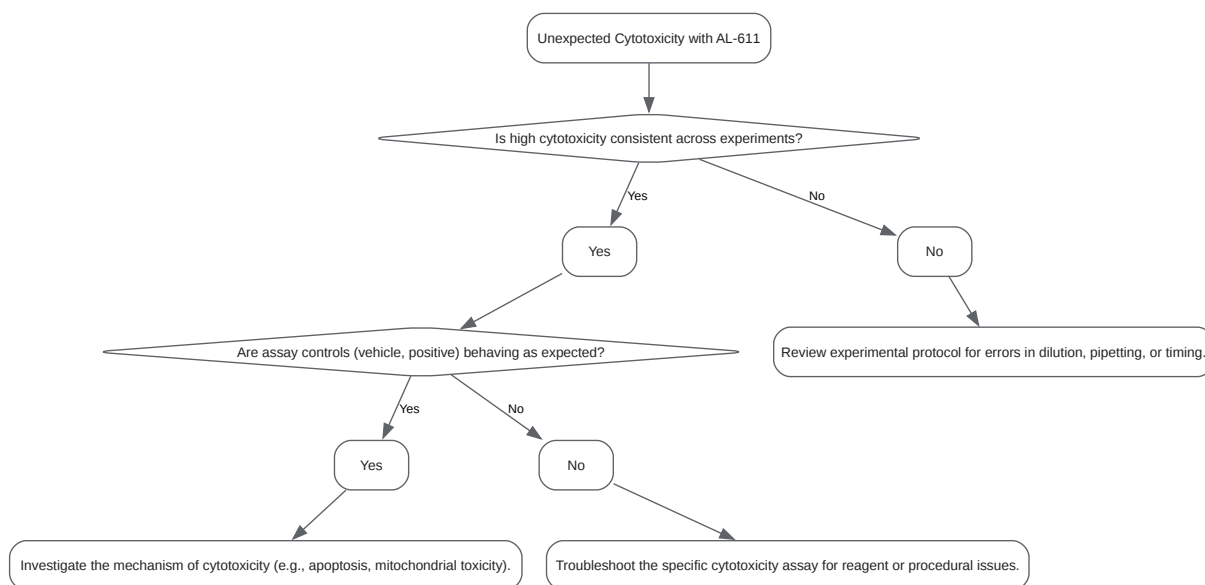 Unexpected Cytotoxicity with AL-611
Is high cytotoxicity consistent across experiments?
Yes
No
Yes
No
Are assay controls (vehicle, positive) behaving as expected?
Review experimental protocol for errors in dilution, pipetting, or timing.
Yes
No
Yes
No
Investigate the mechanism of cytotoxicity (e.g., apoptosis, mitochondrial toxicity).
Troubleshoot the specific cytotoxicity assay for reagent or procedural issues.